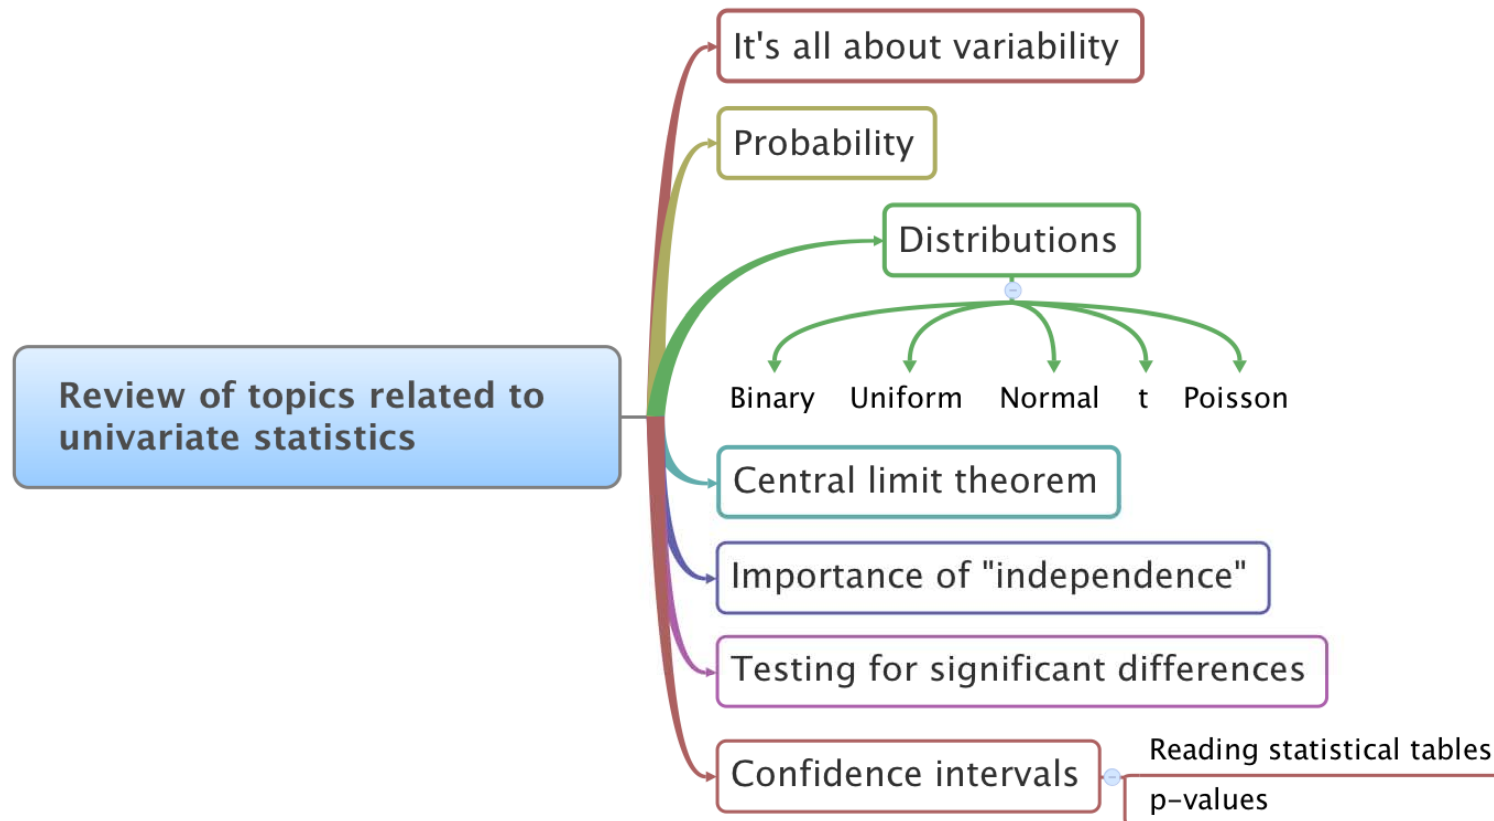 It's all about variability
Probability
Distributions
Binary Uniform Normal t Poisson
Review of topics related to
univariate statistics
Central limit theorem
Importance of "independence"
Testing for significant differences
Confidence intervals
Reading statistical tables
p-values